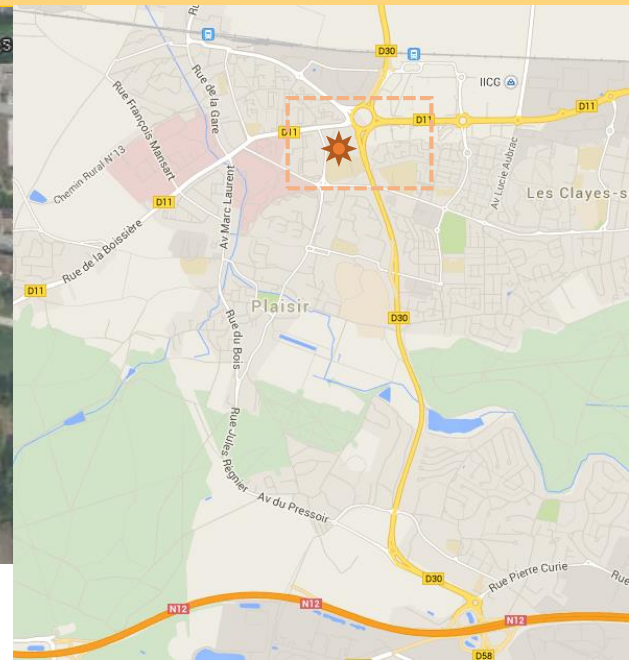 D30
IICG
D11
D11
D11
Rue de la Gare
Rue François Mansart
Chemin Rural N°13
D11
Av Marc Laurent
Av Lucie Aubrac
Les Clayes-s
Rue de la Boissière
D11
Plaisir
D30
Rue du Bois
Rue Jules Régnier
Av du Pressoir
D30
Rue Pierre Curie
Rue
N12
N12
N12
D58